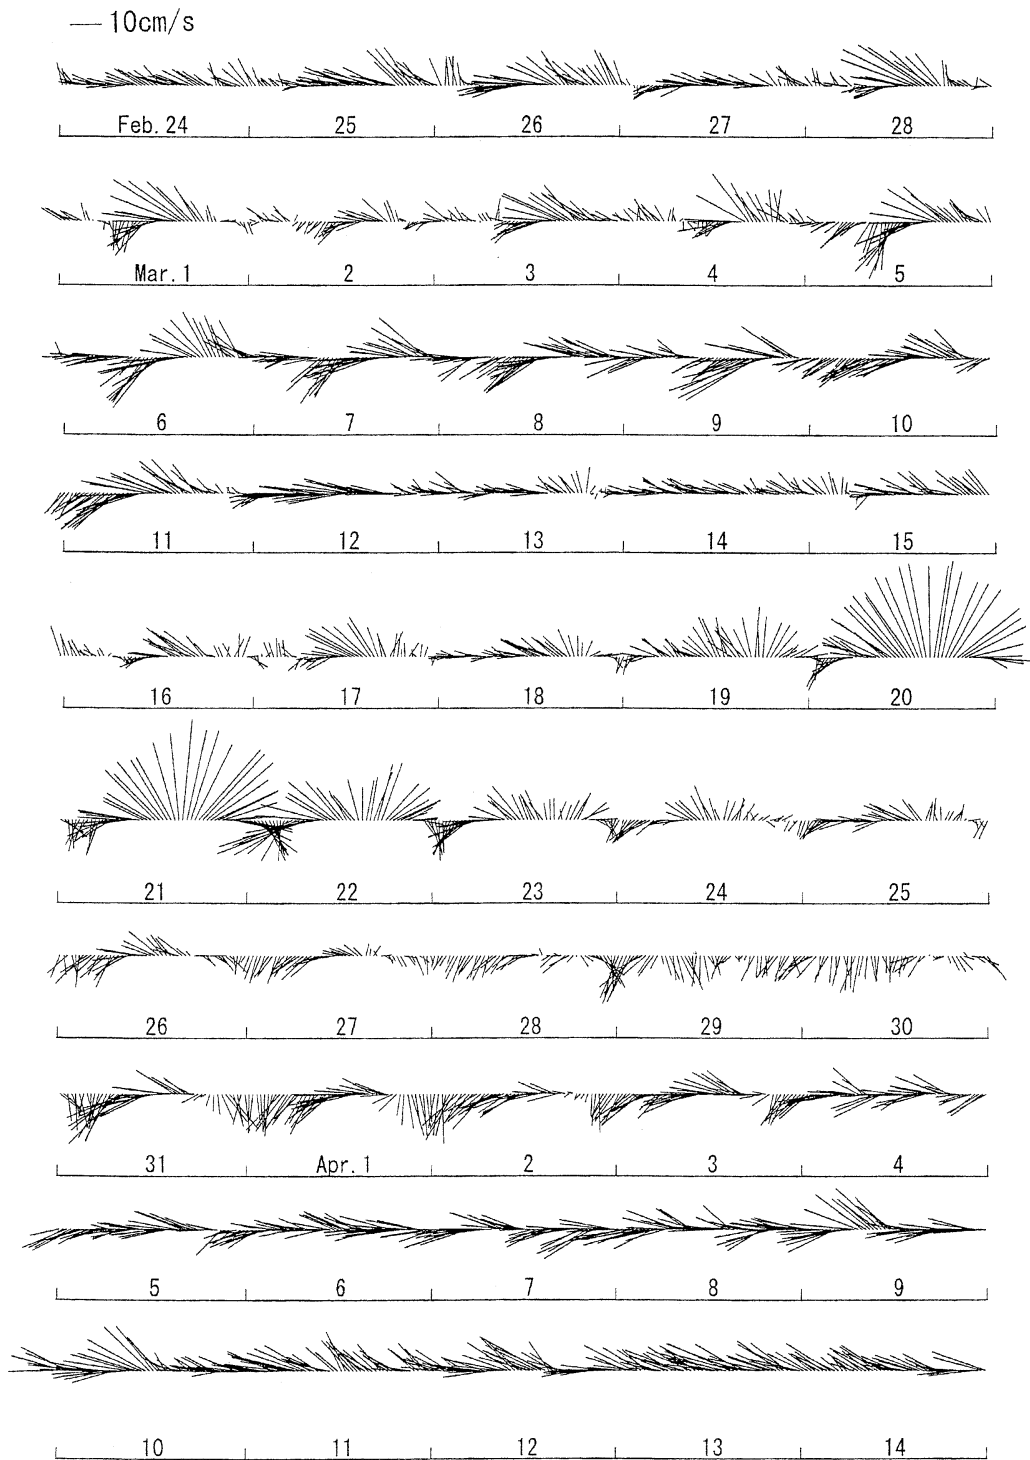 10cm/s
Feb. 24 25 26 27 28
Mar. 1 2 3 4 5
6 7 8 9 10
11 12 13 14 15
16 17 18 19 20
21 22 23 24 25
26 27 28 29 30
31 Apr. 1 2 3 4
5 6 7 8 9
10 11 12 13 14